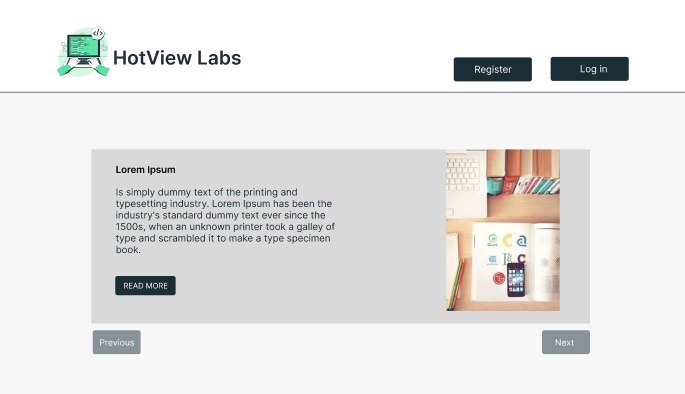 </>
HotView Labs
Register
Log in
Lorem Ipsum
Is simply dummy text of the printing and
typesetting industry. Lorem Ipsum has been the
industry's standard dummy text ever since the
1500s, when an unknown printer took a galley of
type and scrambled it to make a type specimen
book.
READ MORE
Previous
Next